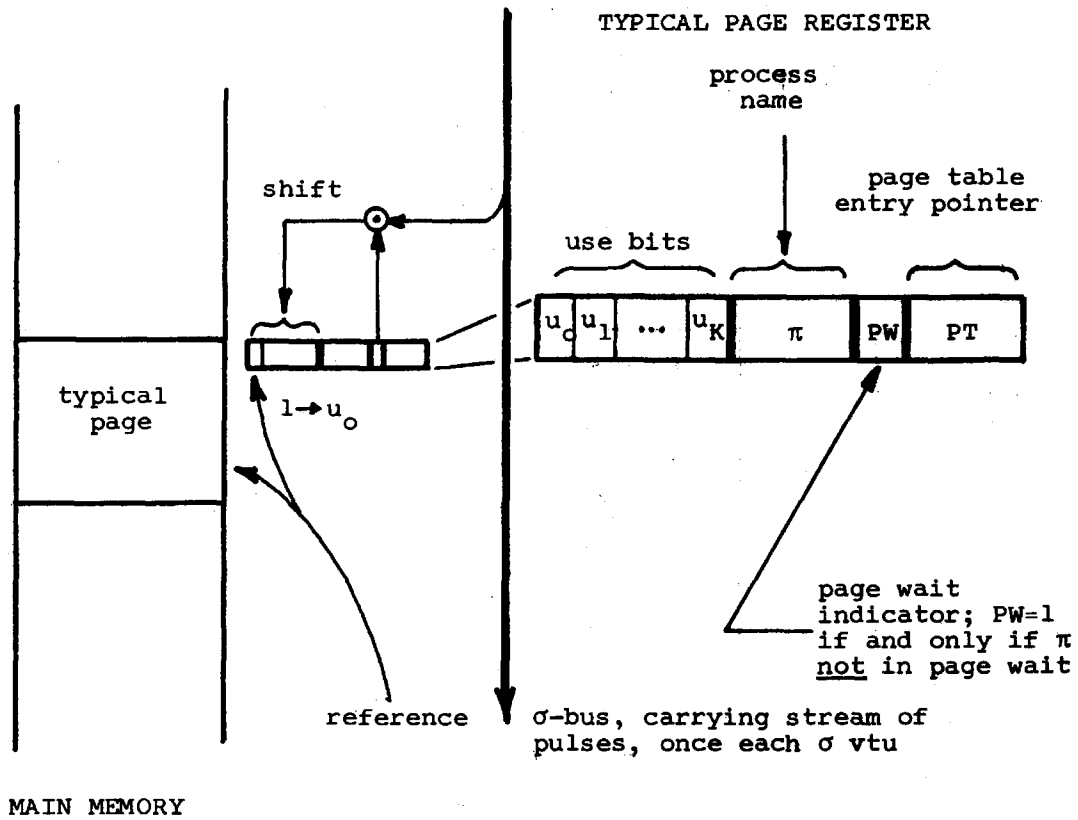 TYPICAL PAGE REGISTER
process
name
page table
entry pointer
shift
use bits
u₀ u₁ ... u_K π PW PT
typical
page
1→u₀
page wait
indicator; PW=1
if and only if π
not in page wait
reference
σ-bus, carrying stream of
pulses, once each σ vtu
MAIN MEMORY